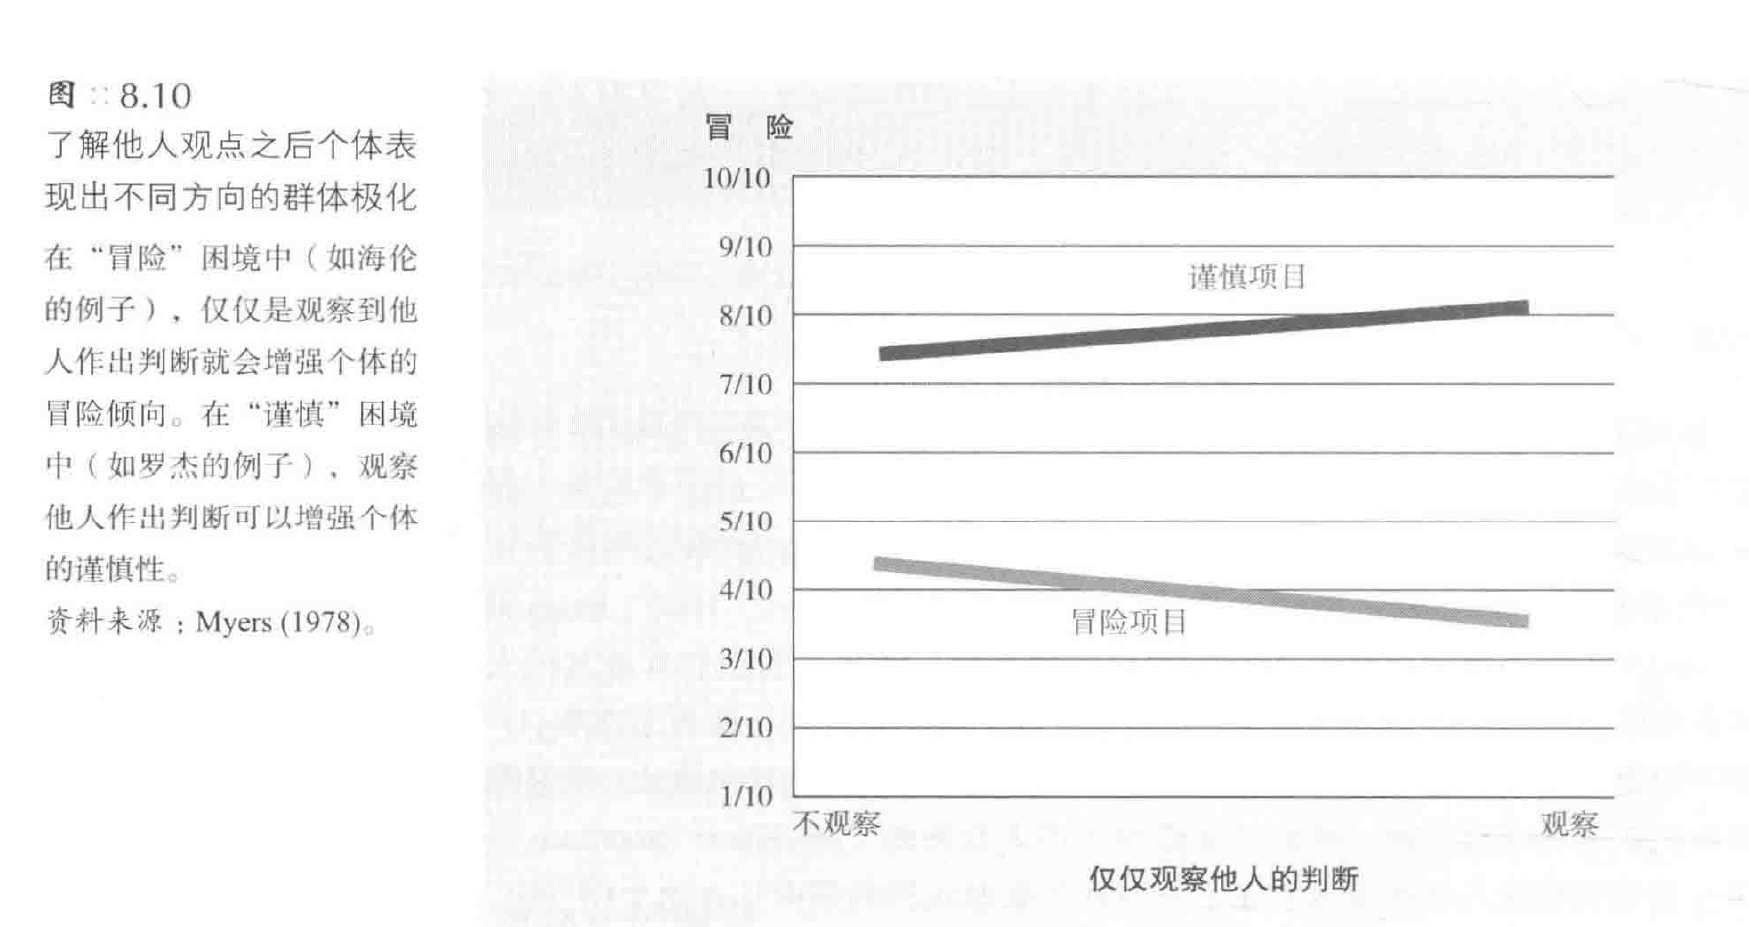 图 :: 8.10
了解他人观点之后个体表
现出不同方向的群体极化
在“冒险”困境中（如海伦
的例子），仅仅是观察到他
人作出判断就会增强个体的
冒险倾向。在“谨慎”困境
中（如罗杰的例子），观察
他人作出判断可以增强个体
的谨慎性。
资料来源：Myers (1978)。
冒 险
10/10
9/10
谨慎项目
8/10
7/10
6/10
5/10
4/10
冒险项目
3/10
2/10
1/10
不观察
观察
仅仅观察他人的判断